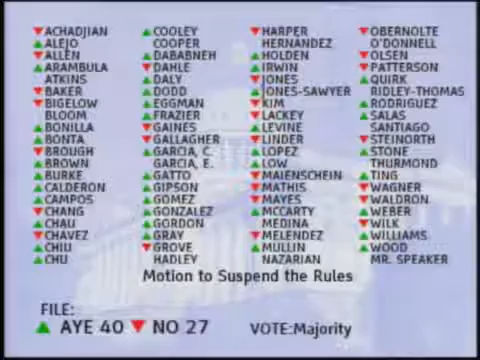 ACHADJIAN COOLEY HARPER OBERNOLTE
ALEJO COOPER HERNANDEZ O'DONNELL
ALLEN DABABNEH HOLDEN OLSEN
ARAMBULA DAHLE IRWIN PATTERSON
ATKINS DALY JONES QUIRK
BAKER DODD JONES-SAWYER RIDLEY-THOMAS
BIGELOW EGGMAN KIM RODRIGUEZ
BLOOM FRAZIER LACKEY SALAS
BONILLA GAINES LEVINE SANTIAGO
BONTA GALLAGHER LINDER STEINORTH
BROUGH GARCIA, C. LOPEZ STONE
BROWN GARCIA, E. LOW THURMOND
BURKE GATTO MAIENSCHEIN TING
CALDERON GIPSON MATHIS WAGNER
CAMPOS GOMEZ MAYES WALDRON
CHANG GONZALEZ MCCARTY WEBER
CHAU GORDON MEDINA WILK
CHAVEZ GRAY MELENDEZ WILLIAMS
CHIU GROVE MULLIN WOOD
CHU HADLEY NAZARIAN MR. SPEAKER
Motion to Suspend the Rules
FILE:
AYE 40 NO 27 VOTE:Majority